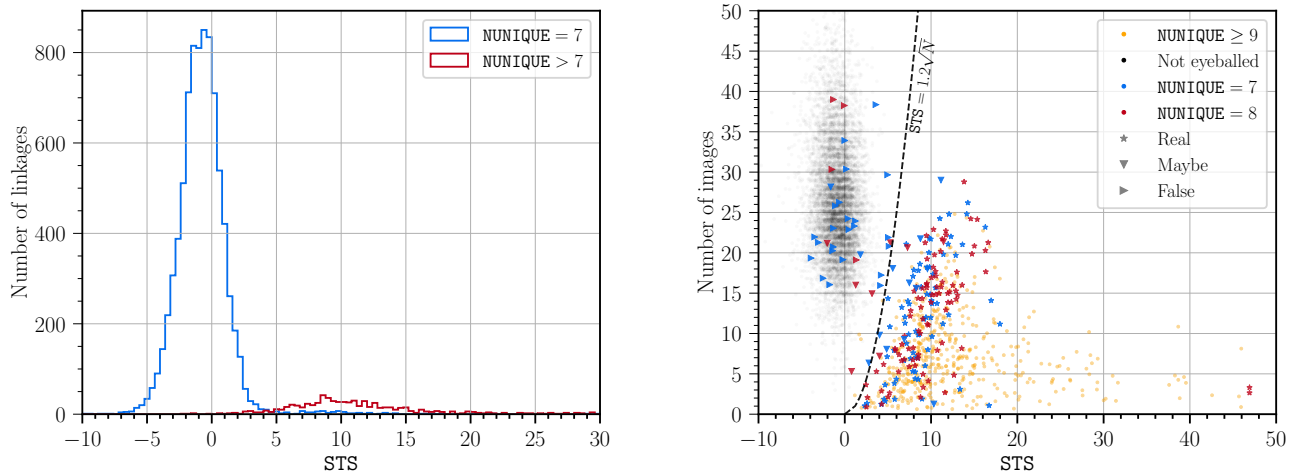 Number of linkages
800
600
400
200
0
−10
−5
0
5
10
15
20
25
30
STS
NUNIQUE = 7
NUNIQUE > 7
Number of images
50
45
40
35
30
25
20
15
10
5
0
−10
0
10
20
30
40
50
STS
STS = 1.2√N
NUNIQUE ≥ 9
Not eyeballed
NUNIQUE = 7
NUNIQUE = 8
Real
Maybe
False